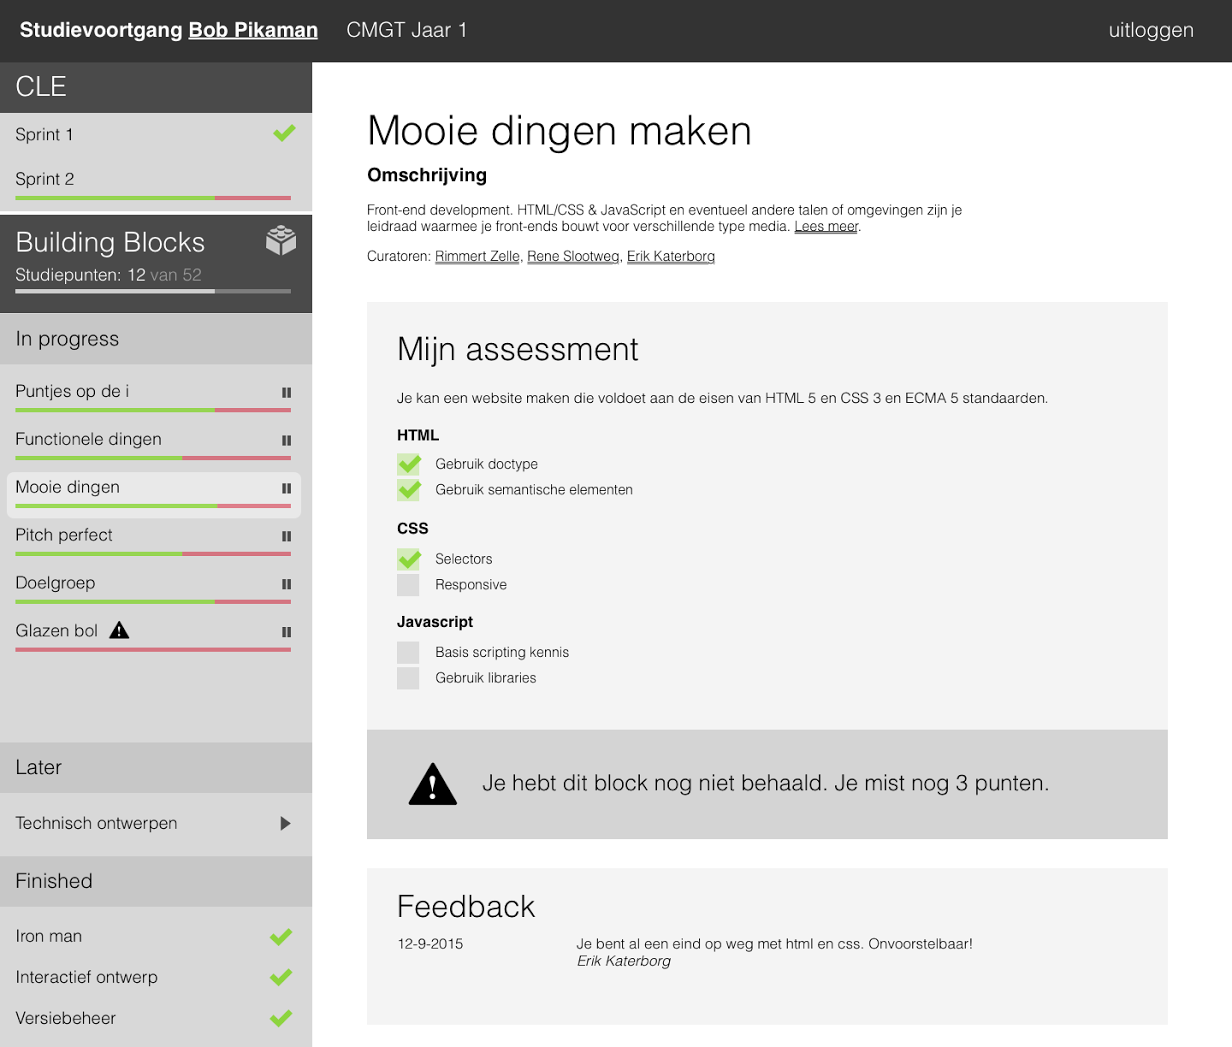 Studievoortgang Bob Pikaman CMGT Jaar 1 uitloggen
CLE
Sprint 1
Sprint 2
Building Blocks
Studiepunten: 12 van 52
In progress
Puntjes op de i
Functionele dingen
Mooie dingen
Pitch perfect
Doelgroep
Glazen bol
Later
Technisch ontwerpen
Finished
Iron man
Interactief ontwerp
Versiebeheer
Mooie dingen maken
Omschrijving
Front-end development. HTML/CSS & JavaScript en eventueel andere talen of omgevingen zijn je
leidraad waarmee je front-ends bouwt voor verschillende type media. Lees meer.
Curatoren: Rimmert Zelle, Rene Slootweg, Erik Katerborg
Mijn assessment
Je kan een website maken die voldoet aan de eisen van HTML 5 en CSS 3 en ECMA 5 standaarden.
HTML
Gebruik doctype
Gebruik semantische elementen
CSS
Selectors
Responsive
Javascript
Basis scripting kennis
Gebruik libraries
Je hebt dit block nog niet behaald. Je mist nog 3 punten.
Feedback
12-9-2015 Je bent al een eind op weg met html en css. Onvoorstelbaar!
Erik Katerborg